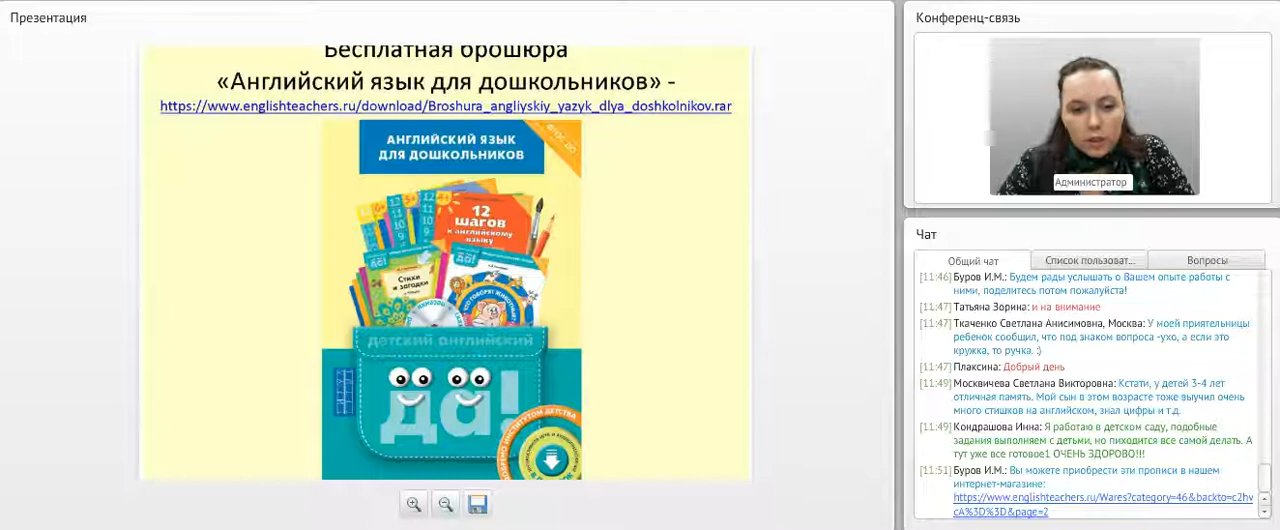 Презентация
Бесплатная брошюра
«Английский язык для дошкольников» -
https://www.englishteachers.ru/download/Broshura_angliyskiy_yazyk_dlya_doshkolnikov.rar
АНГЛИЙСКИЙ ЯЗЫК
ДЛЯ ДОШКОЛЬНИКОВ
12
ШАГОВ
к английскому
языку
Стихи
и загадки
ЧТО ГОВОРЯТ ЖИВОТНЫЕ?
детский английский
да!
Конференц-связь
Администратор
Чат
Общий чат
Список пользоват...
Вопросы
[11:46] Буров И.М.: Будем рады услышать о Вашем опыте работы с
ними, поделитесь потом пожалуйста!
[11:47] Татьяна Зорина: и на внимание
[11:47] Ткаченко Светлана Анисимовна, Москва: У моей приятельницы
ребенок сообщил, что под знаком вопроса -ухо, а если это
кружка, то ручка. :)
[11:47] Плаксина: Добрый день
[11:49] Москвичева Светлана Викторовна: Кстати, у детей 3-4 лет
отличная память. Мой сын в этом возрасте тоже выучил очень
много стишков на английском, знал цифры и т.д.
[11:49] Кондрашова Инна: Я работаю в детском саду, подобные
задания выполняем с детьми, но пиходится все самой делать. А
тут уже все готовое1 ОЧЕНЬ ЗДОРОВО!!!
[11:51] Буров И.М.: Вы можете приобрести эти прописи в нашем
интернет-магазине:
https://www.englishteachers.ru/Wares?category=46&backto=c2hv
cA%3D%3D&page=2